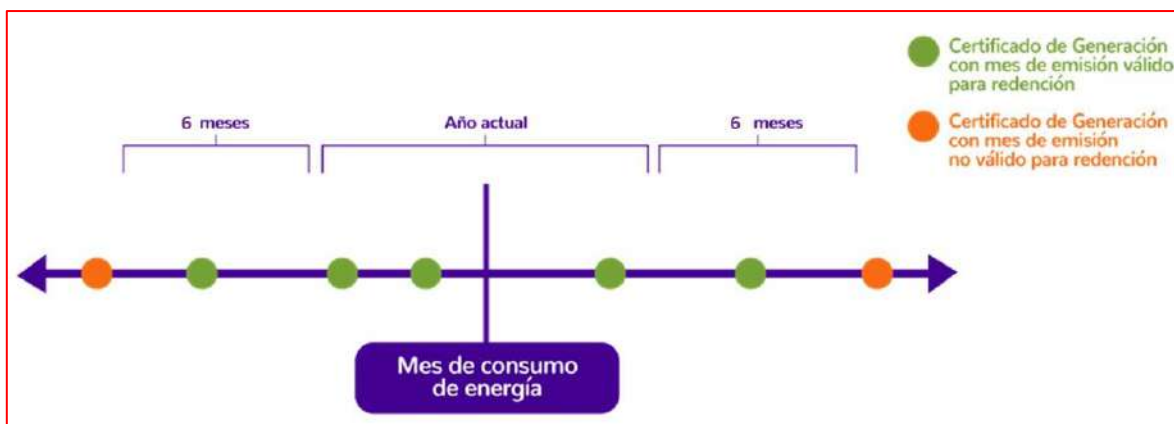 Certificado de Generación
con mes de emisión válido
para redención
Certificado de Generación
con mes de emisión
no válido para redención
6 meses
Año actual
6 meses
Mes de consumo
de energía